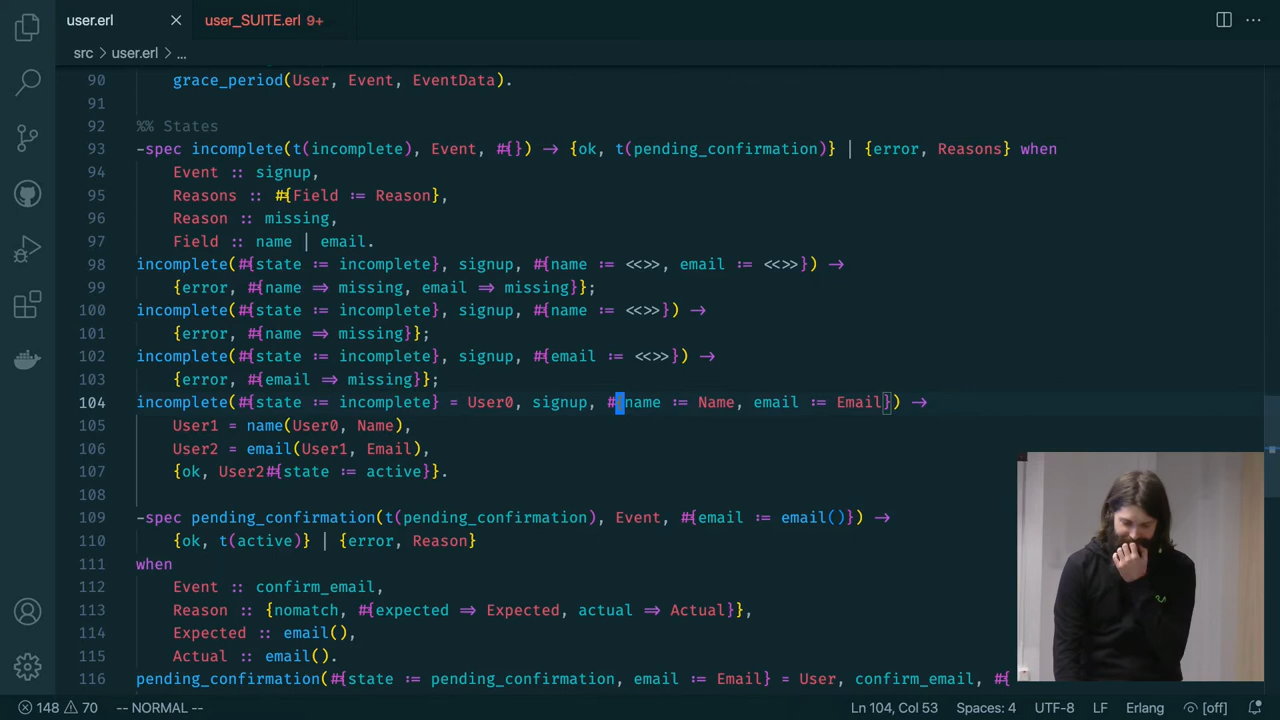 user.erl
user_SUITE.erl 9+
src > user.erl > ...
90 grace_period(User, Event, EventData).
91
92 %% States
93 -spec incomplete(t(incomplete), Event, #{}) -> {ok, t(pending_confirmation)} | {error, Reasons} when
94 Event :: signup,
95 Reasons :: #{Field := Reason},
96 Reason :: missing,
97 Field :: name | email.
98 incomplete(#{state := incomplete}, signup, #{name := <<>>, email := <<>>}) ->
99 {error, #{name => missing, email => missing}};
100 incomplete(#{state := incomplete}, signup, #{name := <<>>}) ->
101 {error, #{name => missing}};
102 incomplete(#{state := incomplete}, signup, #{email := <<>>}) ->
103 {error, #{email => missing}};
104 incomplete(#{state := incomplete} = User0, signup, #{name := Name, email := Email}) ->
105 User1 = name(User0, Name),
106 User2 = email(User1, Email),
107 {ok, User2#{state := active}}.
108
109 -spec pending_confirmation(t(pending_confirmation), Event, #{email := email()}) ->
110 {ok, t(active)} | {error, Reason}
111 when
112 Event :: confirm_email,
113 Reason :: {nomatch, #{expected => Expected, actual => Actual}},
114 Expected :: email(),
115 Actual :: email().
116 pending_confirmation(#{state := pending_confirmation, email := Email} = User, confirm_email, #{
148 70 -- NORMAL -- Ln 104, Col 53 Spaces: 4 UTF-8 LF Erlang [off]